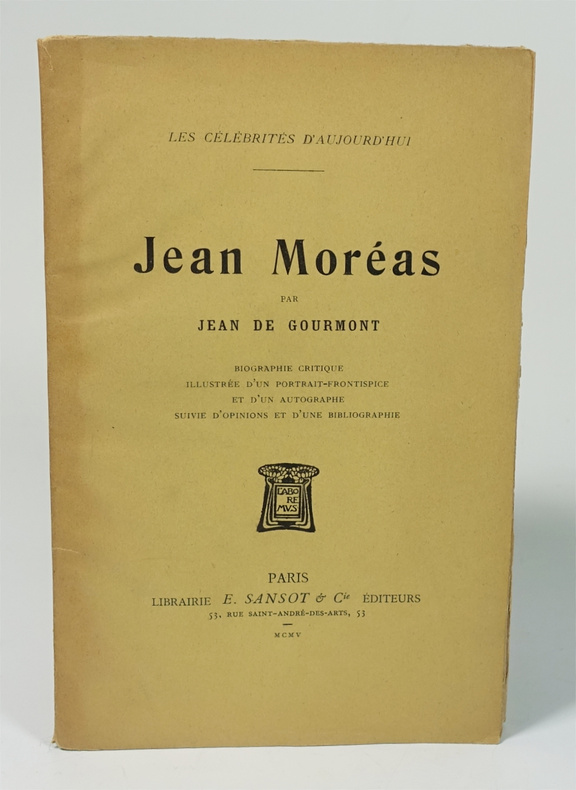 LES CÉLÉBRITÉS D'AUJOURD'HUI
Jean Moréas
PAR
JEAN DE GOURMONT
BIOGRAPHIE CRITIQUE
ILLUSTRÉE D'UN PORTRAIT-FRONTISPICE
ET D'UN AUTOGRAPHE
SUIVIE D'OPINIONS ET D'UNE BIBLIOGRAPHIE
LABO
RE
MVS
PARIS
LIBRAIRIE E. SANSOT & Cie ÉDITEURS
53, RUE SAINT-ANDRÉ-DES-ARTS, 53
MCMV